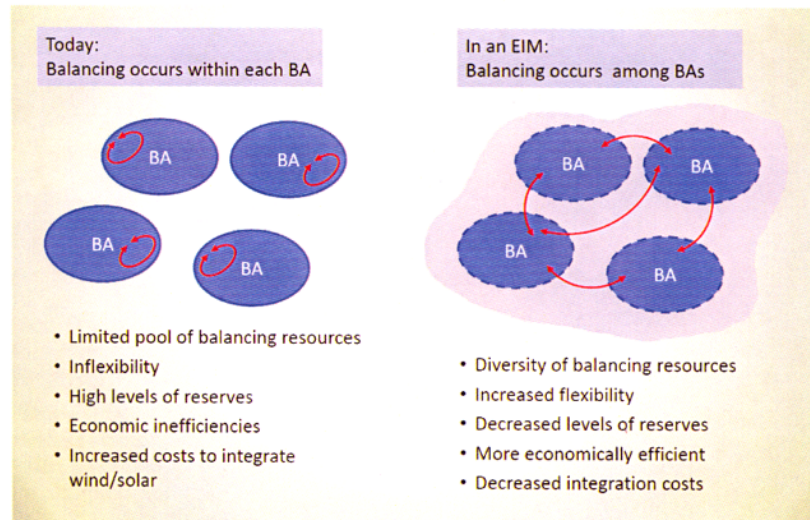 Today:
Balancing occurs within each BA
In an EIM:
Balancing occurs among BAs
BA
BA
BA
BA
BA
BA
BA
BA
• Limited pool of balancing resources
• Inflexibility
• High levels of reserves
• Economic inefficiencies
• Increased costs to integrate
wind/solar
• Diversity of balancing resources
• Increased flexibility
• Decreased levels of reserves
• More economically efficient
• Decreased integration costs